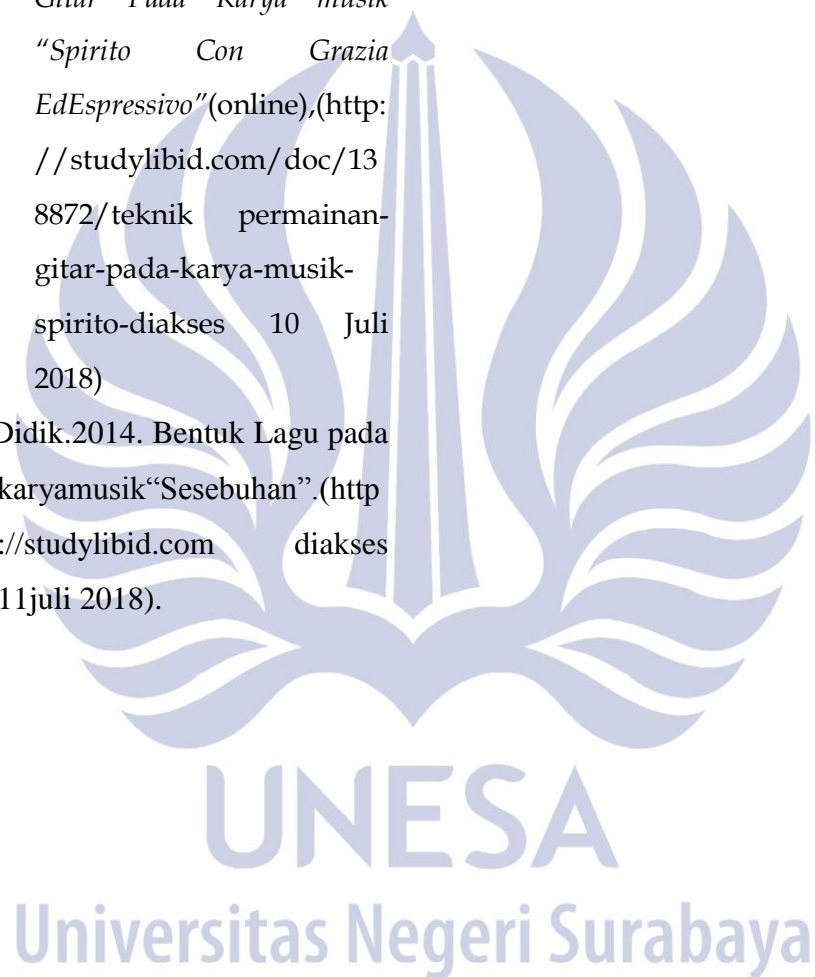 Gitar Pada Karya musik
“Spirito Con Grazia
EdEspressivo”(online),(http:
//studylibid.com/doc/13
8872/teknik permainan-
gitar-pada-karya-musik-
spirito-diakses 10 Juli
2018)
Didik.2014. Bentuk Lagu pada
karyamusik“Sesebuhan”.(http
://studylibid.com diakses
11juli 2018).
UNESA
Universitas Negeri Surabaya